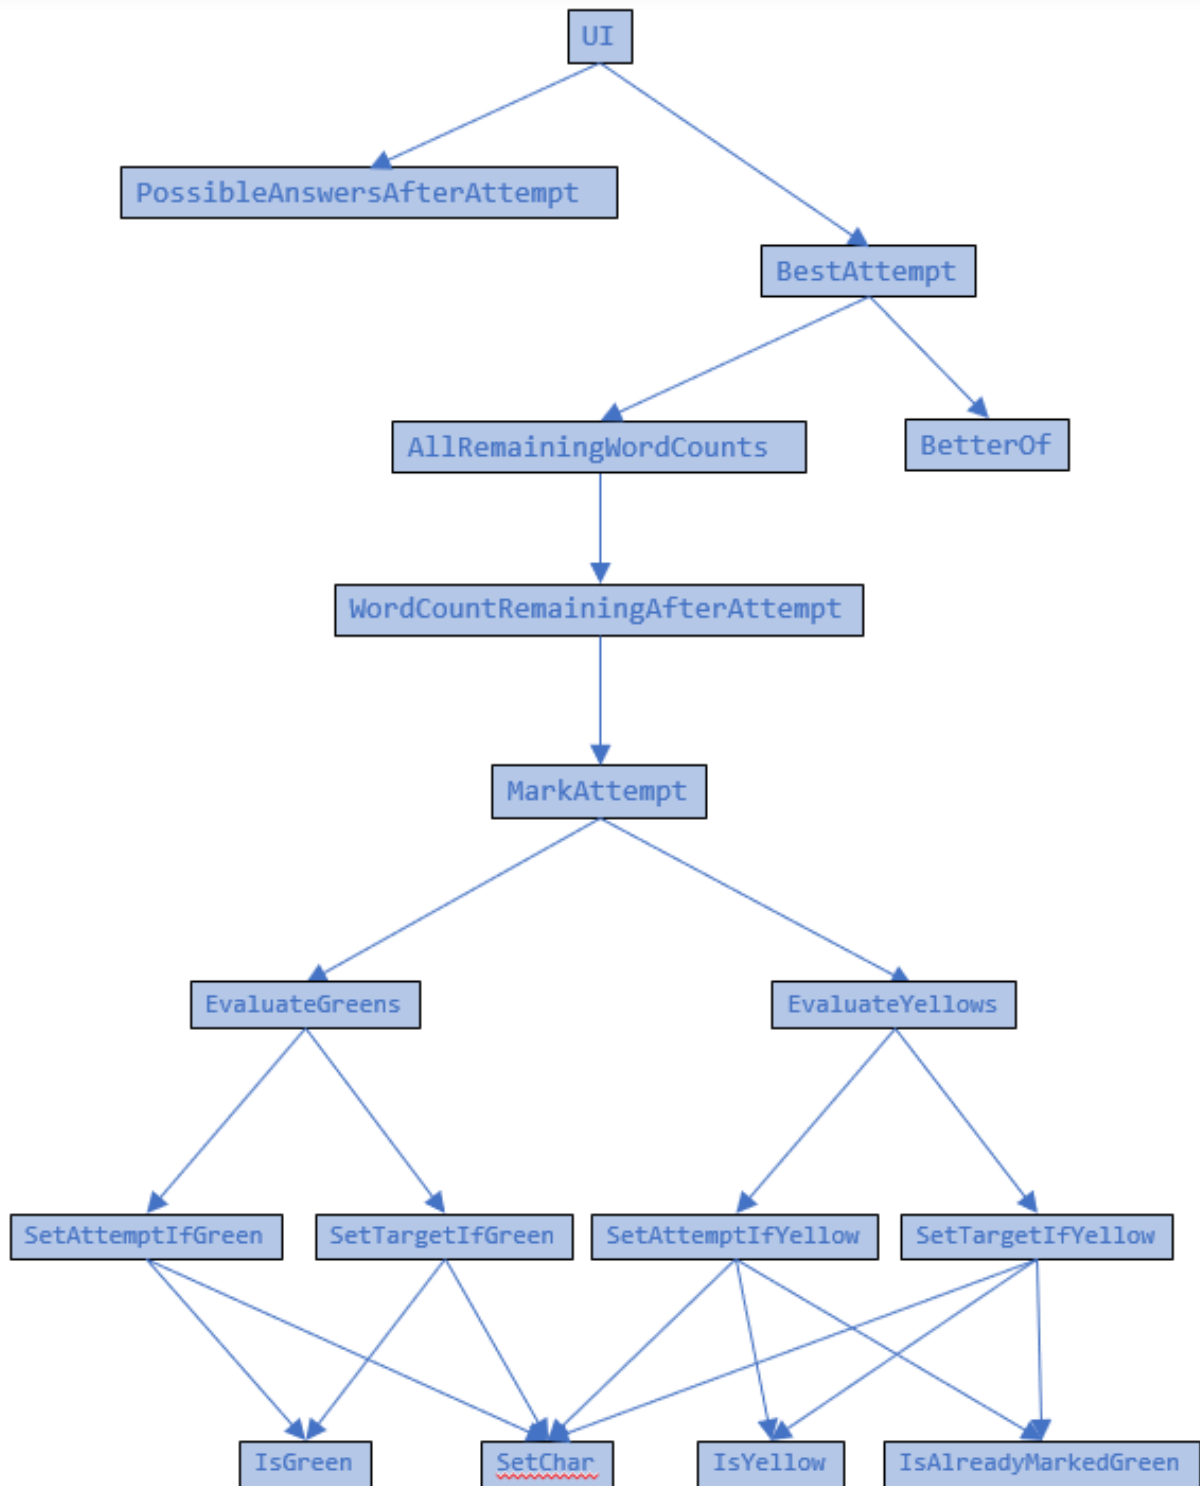 UI
PossibleAnswersAfterAttempt
BestAttempt
AllRemainingWordCounts
BetterOf
WordCountRemainingAfterAttempt
MarkAttempt
EvaluateGreens
EvaluateYellows
SetAttemptIfGreen
SetTargetIfGreen
SetAttemptIfYellow
SetTargetIfYellow
IsGreen
SetChar
IsYellow
IsAlreadyMarkedGreen